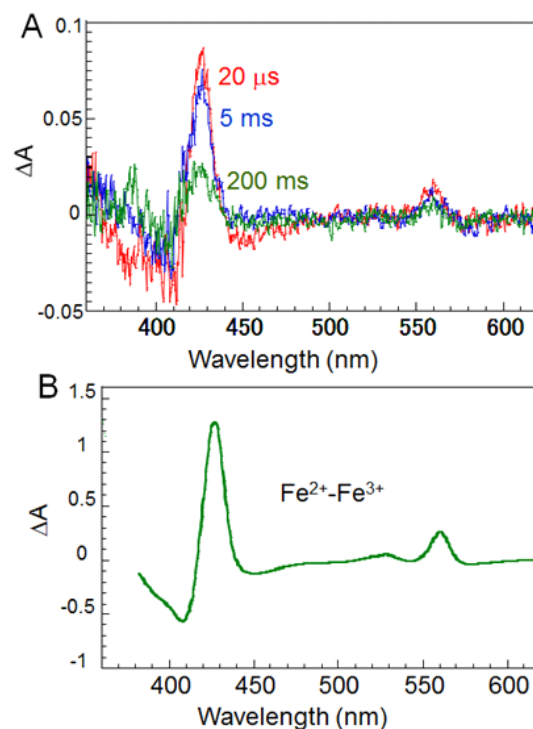 A
0.1
20 μs
5 ms
0.05
ΔA
200 ms
0
-0.05
400 450 500 550 600
Wavelength (nm)
B
1.5
1
Fe²⁺-Fe³⁺
0.5
ΔA
0
-0.5
-1
400 450 500 550 600
Wavelength (nm)